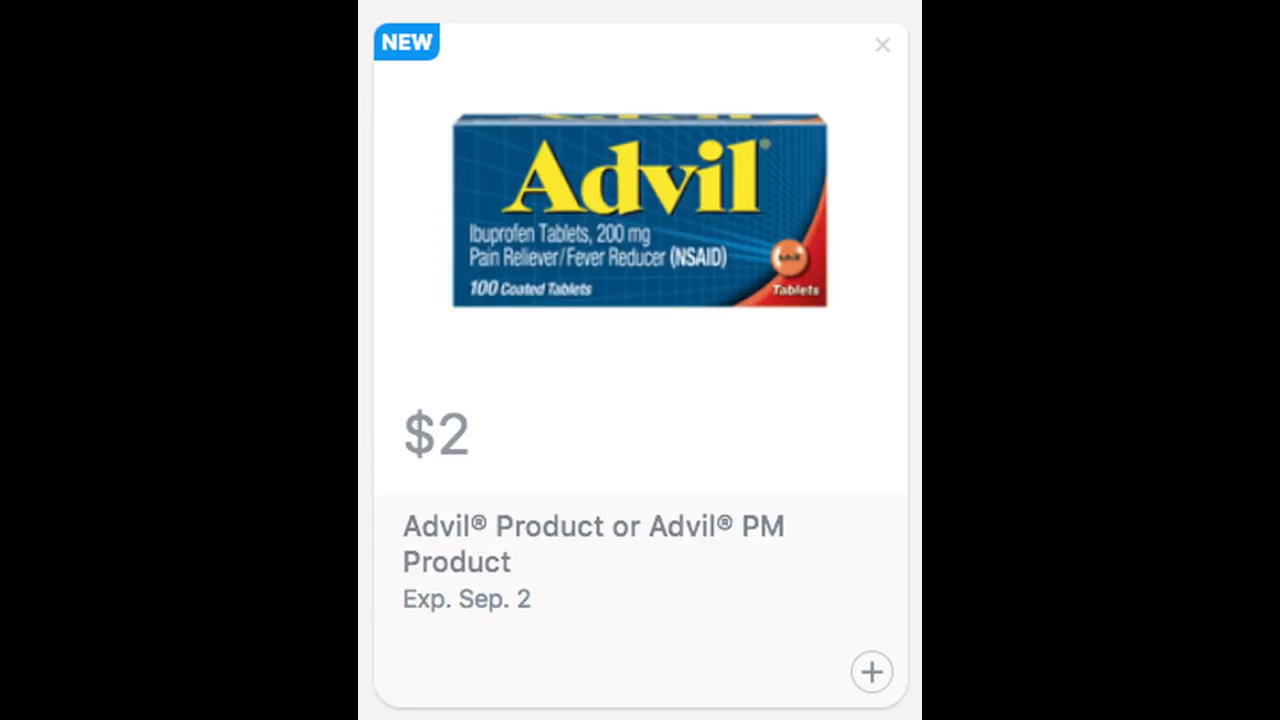 NEW
Advil®
Ibuprofen Tablets, 200 mg
Pain Reliever/Fever Reducer (NSAID)
100 Coated Tablets
Advil
Tablets
$2
Advil® Product or Advil® PM
Product
Exp. Sep. 2